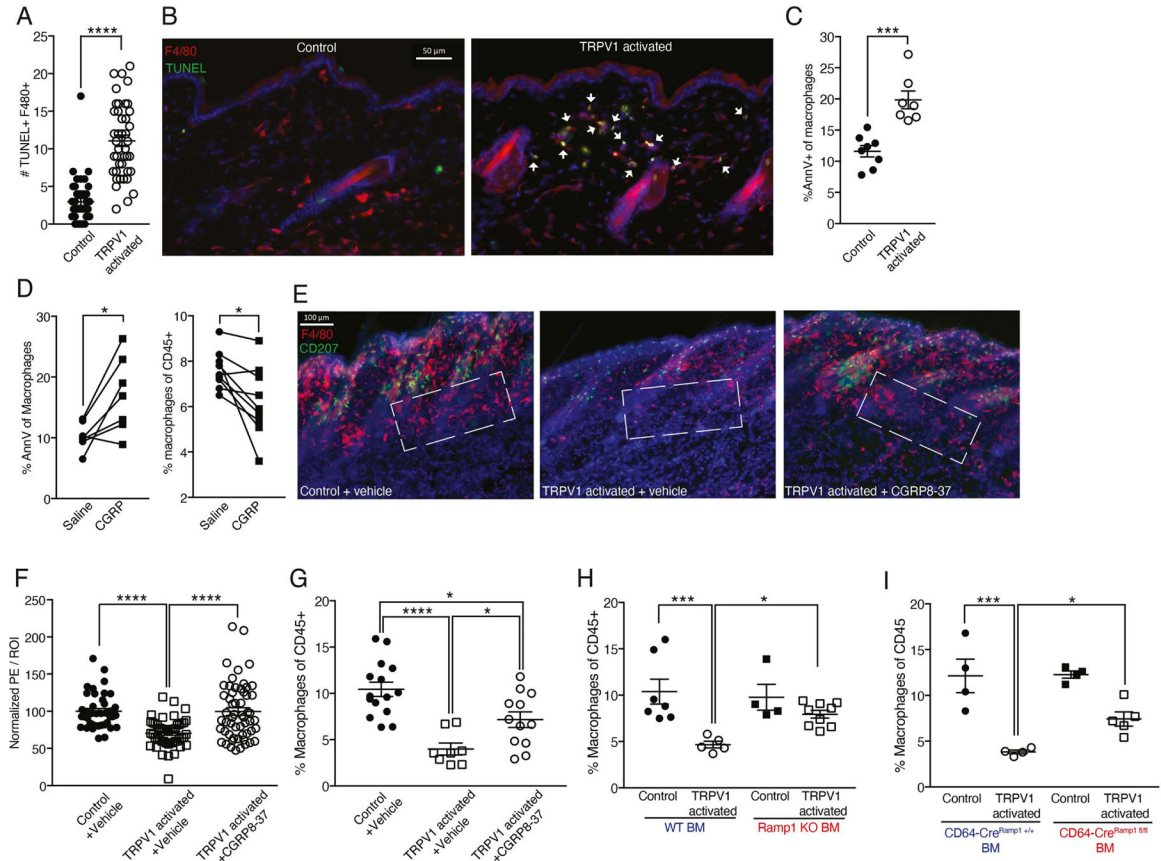 A
****
25
20
15
10
5
0
# TUNEL+ F480+
Control
TRPV1
activated
B
F4/80
TUNEL
Control
50 µm
TRPV1 activated
C
***
40
30
20
10
0
%AnnV+ of macrophages
Control
TRPV1
activated
D
*
30
20
10
0
% AnnV of Macrophages
Saline
CGRP
*
10
8
6
4
2
% macrophages of CD45+
Saline
CGRP
E
100 µm
F4/80
CD207
Control + vehicle
TRPV1 activated + vehicle
TRPV1 activated + CGRP8-37
F
****
****
250
200
150
100
50
0
Normalized PE / ROI
Control
+Vehicle
TRPV1 activated
+Vehicle
TRPV1 activated
+CGRP8-37
G
*
****
*
20
15
10
5
0
% Macrophages of CD45+
Control
+Vehicle
TRPV1 activated
+Vehicle
TRPV1 activated
+CGRP8-37
H
***
*
20
15
10
5
0
% Macrophages of CD45+
Control
TRPV1
activated
Control
TRPV1
activated
WT BM
Ramp1 KO BM
I
***
*
20
15
10
5
0
% Macrophages of CD45
Control
TRPV1
activated
Control
TRPV1
activated
CD64-Cre Ramp1 +/+
BM
CD64-Cre Ramp1 fl/fl
BM